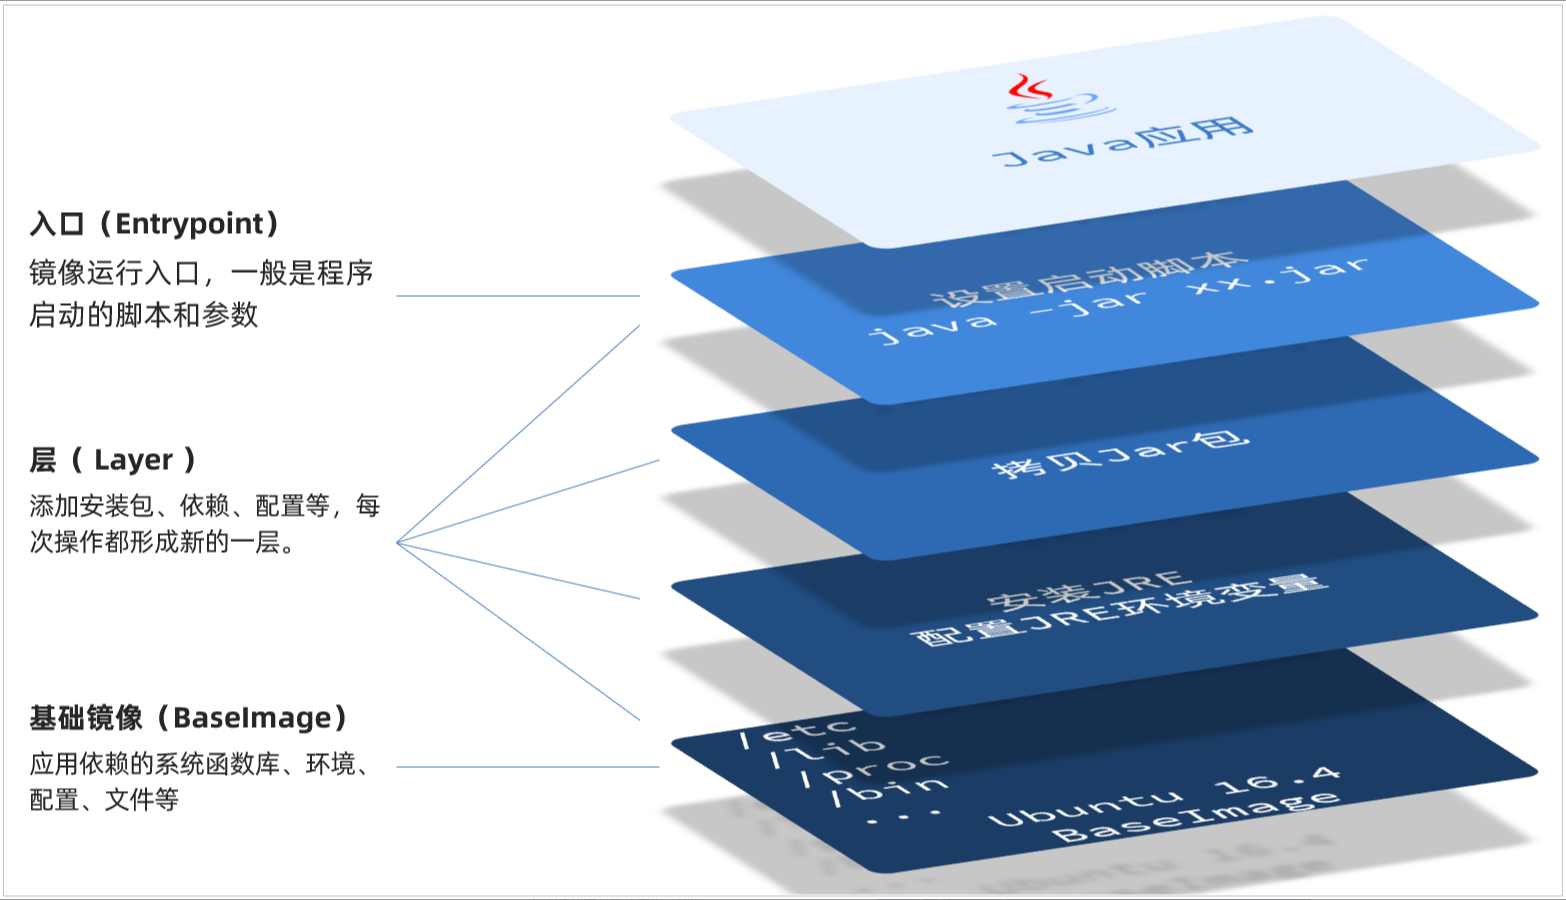 入口（Entrypoint）
镜像运行入口，一般是程序
启动的脚本和参数
层（ Layer ）
添加安装包、依赖、配置等，每
次操作都形成新的一层。
基础镜像（BaseImage）
应用依赖的系统函数库、环境、
配置、文件等
Java应用
设置启动脚本
java -jar xx.jar
拷贝Jar包
安装JRE
配置JRE环境变量
/etc
/lib
/proc
/bin
...
Ubuntu 16.4
BaseImage